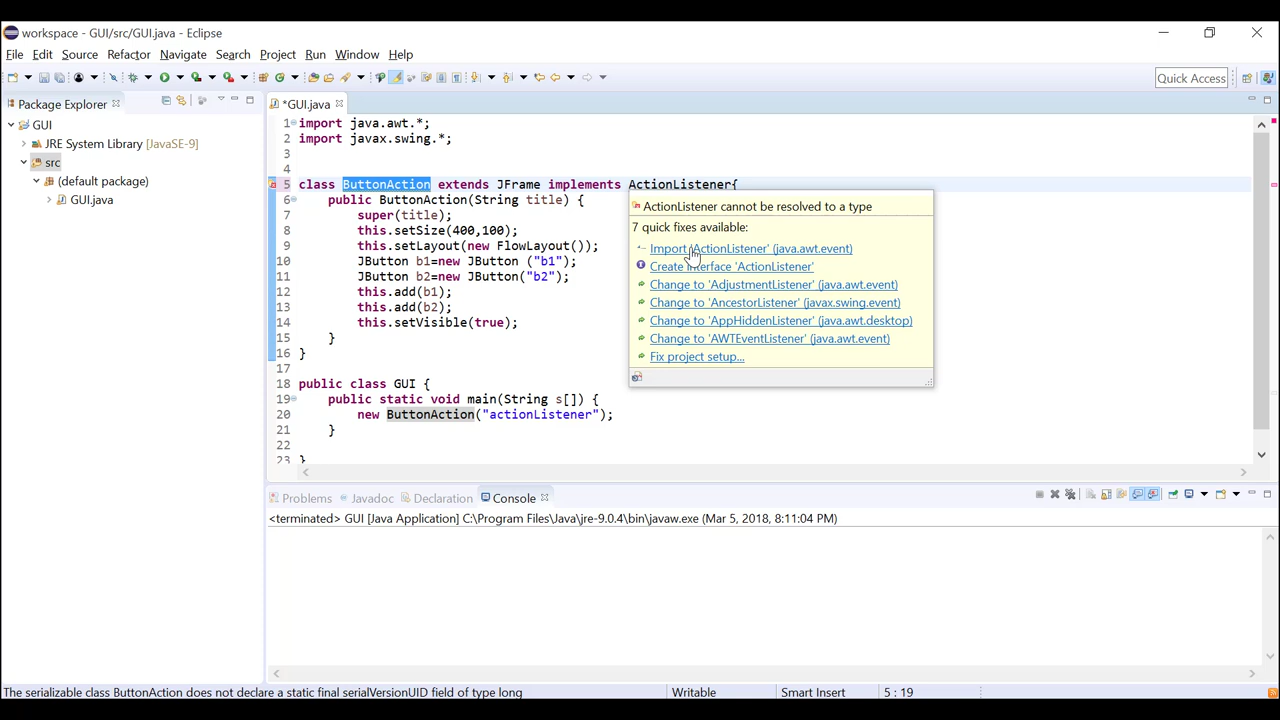 workspace - GUI/src/GUI.java - Eclipse
File Edit Source Refactor Navigate Search Project Run Window Help
Quick Access
Package Explorer
GUI
JRE System Library [JavaSE-9]
src
(default package)
GUI.java
*GUI.java
1 import java.awt.*;
2 import javax.swing.*;
3
4
5 class ButtonAction extends JFrame implements ActionListener{
6 public ButtonAction(String title) {
7 super(title);
8 this.setSize(400,100);
9 this.setLayout(new FlowLayout());
10 JButton b1=new JButton ("b1");
11 JButton b2=new JButton("b2");
12 this.add(b1);
13 this.add(b2);
14 this.setVisible(true);
15 }
16 }
17
18 public class GUI {
19 public static void main(String s[]) {
20 new ButtonAction("actionListener");
21 }
22
23 }
ActionListener cannot be resolved to a type
7 quick fixes available:
Import 'ActionListener' (java.awt.event)
Create interface 'ActionListener'
Change to 'AdjustmentListener' (java.awt.event)
Change to 'AncestorListener' (javax.swing.event)
Change to 'AppHiddenListener' (java.awt.desktop)
Change to 'AWTEventListener' (java.awt.event)
Fix project setup...
Problems Javadoc Declaration Console
<terminated> GUI [Java Application] C:\Program Files\Java\jre-9.0.4\bin\javaw.exe (Mar 5, 2018, 8:11:04 PM)
The serializable class ButtonAction does not declare a static final serialVersionUID field of type long
Writable
Smart Insert
5 : 19